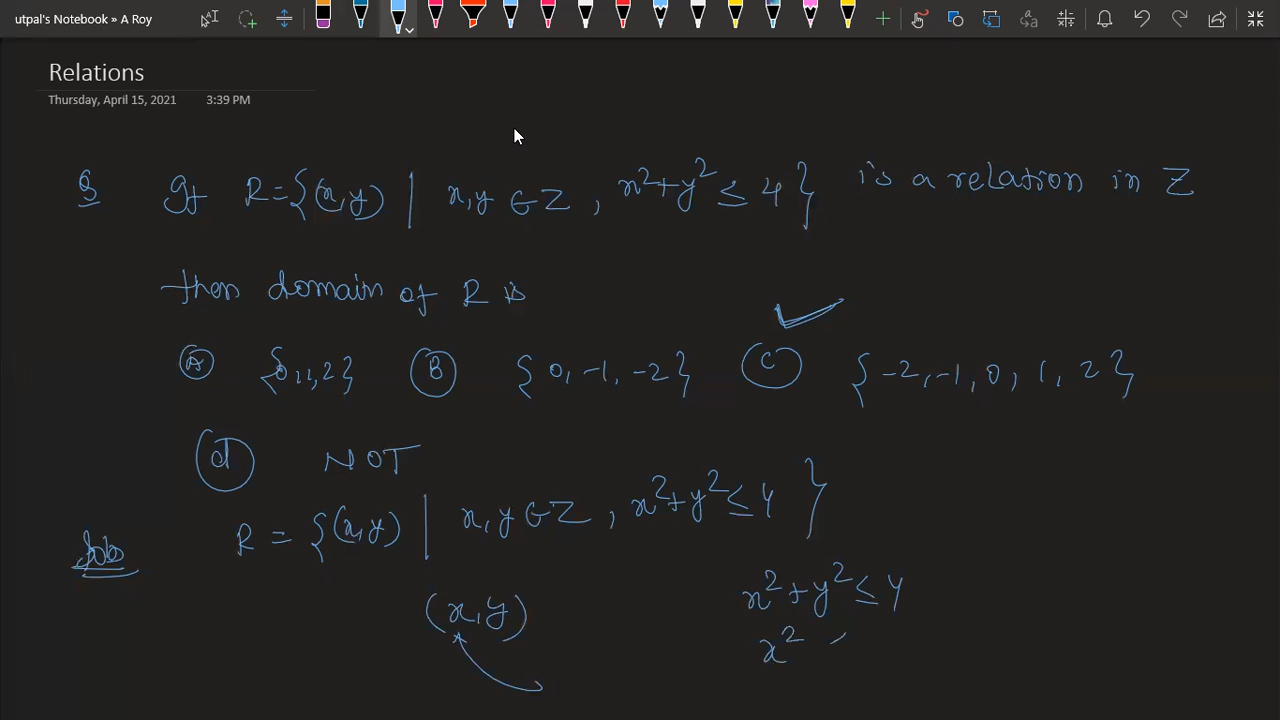 utpal's Notebook » A Roy
Relations
Thursday, April 15, 2021 3:39 PM
Q If R={(x,y) | x,y ∈ Z , x²+y² ≤ 4} is a relation in Z
then domain of R is
(A) {0,1,2} (B) {0,-1,-2} (C) {-2,-1,0,1,2}
(d) NOT
R = {(x,y) | x,y ∈ Z , x²+y² ≤ 4}
(x,y) x²+y² ≤ 4
x²